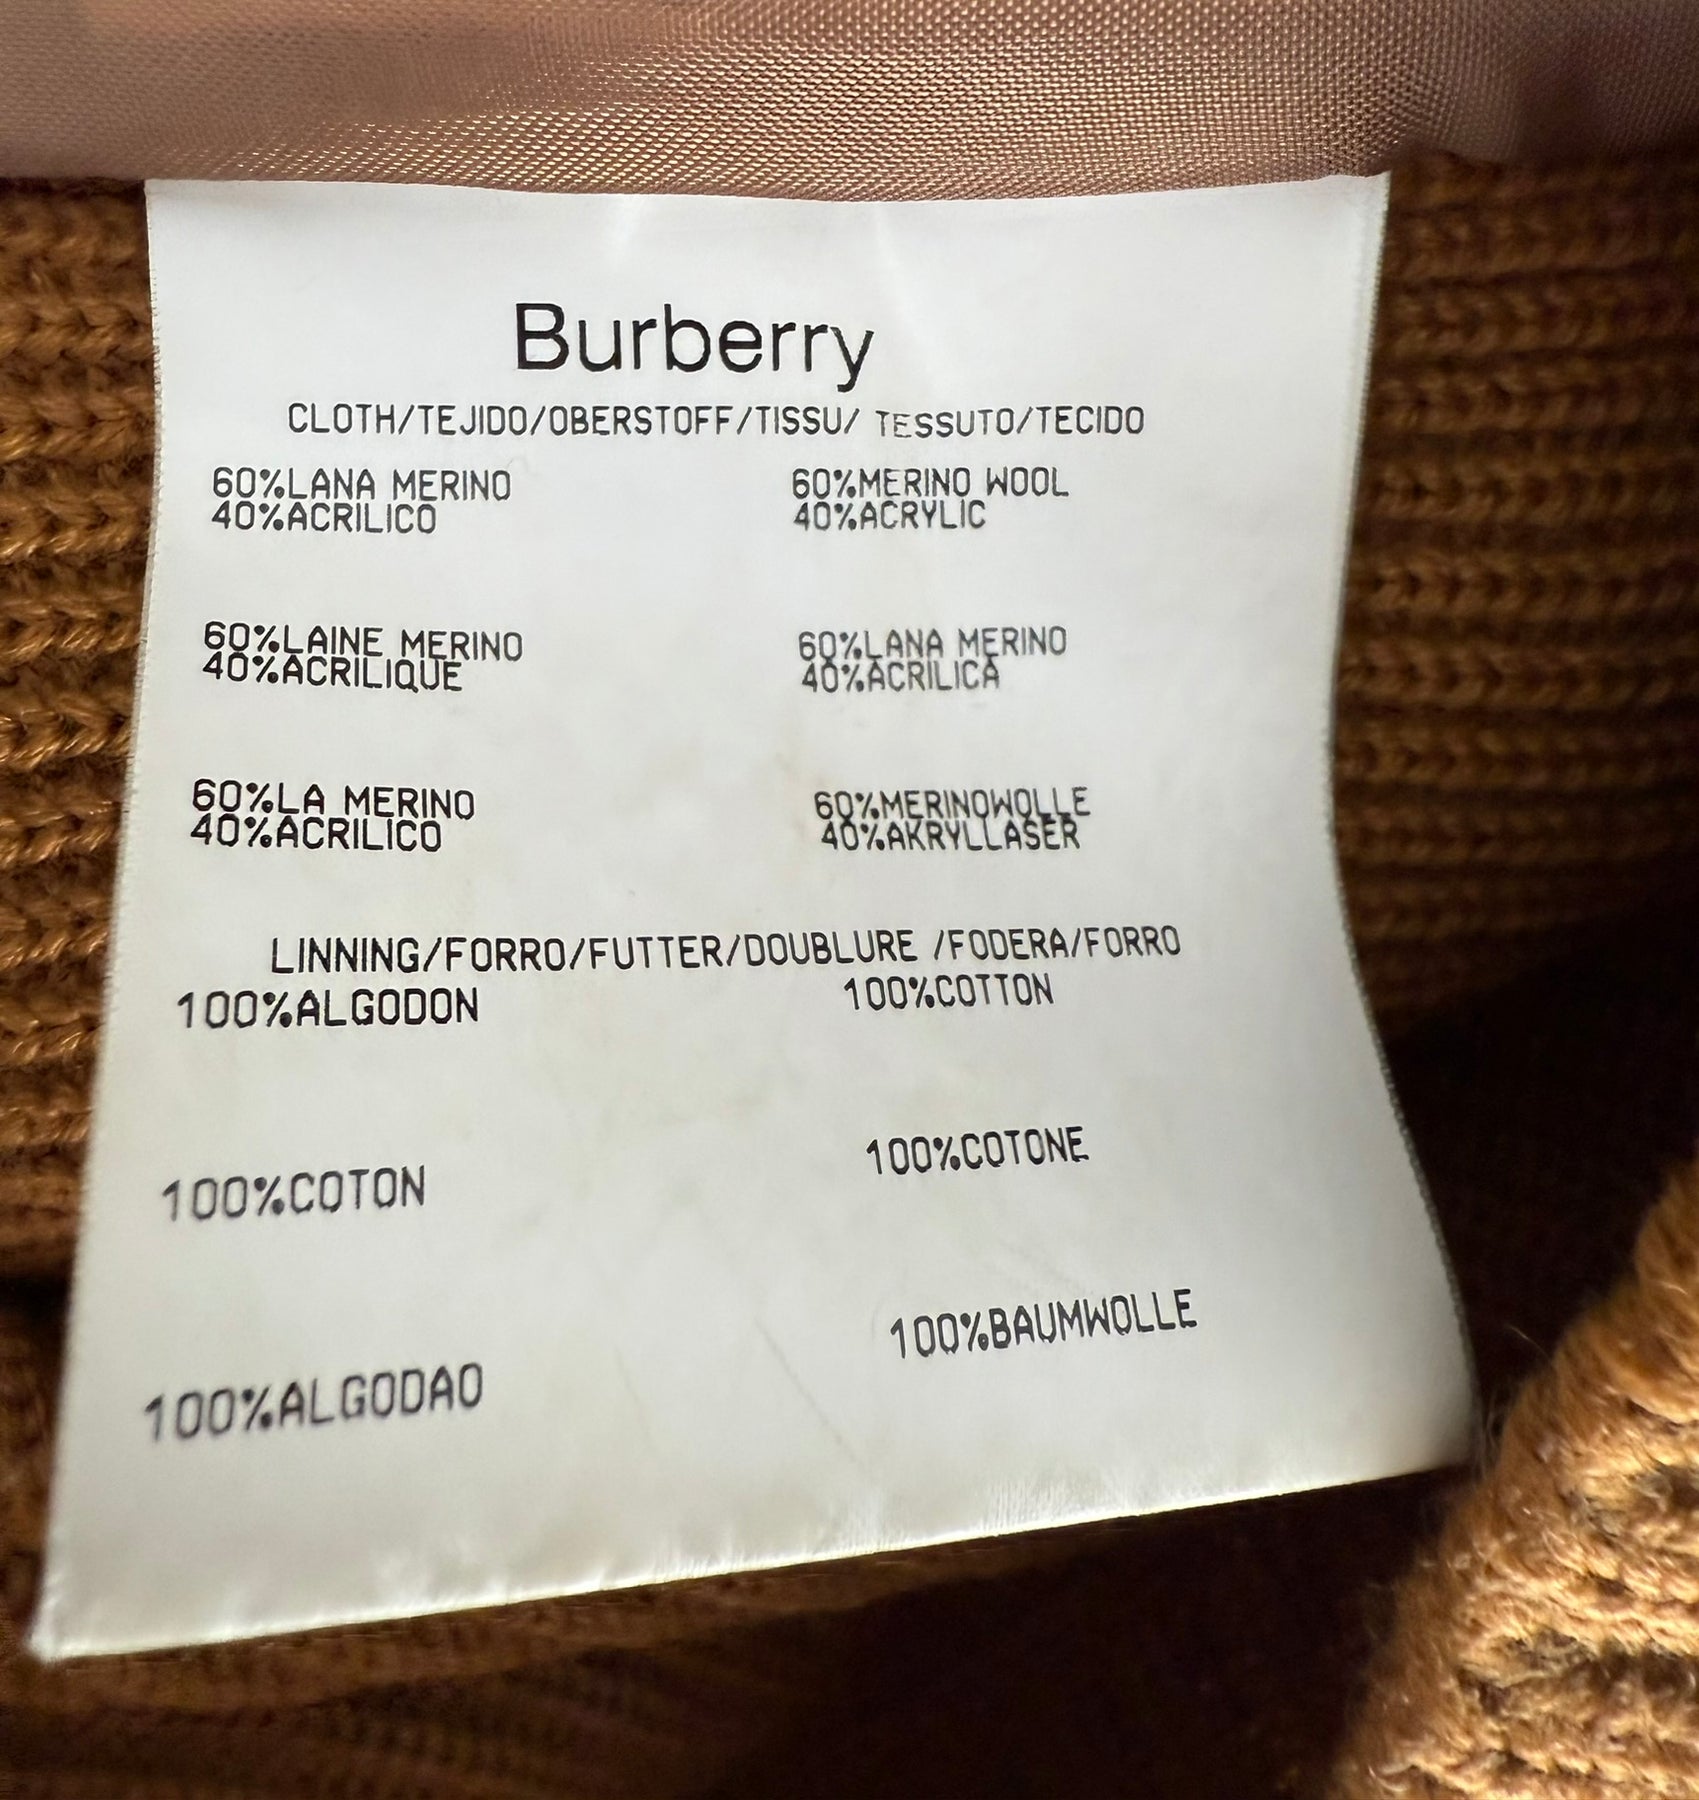 Burberry
CLOTH/TEJIDO/OBERSTOFF/TISSU/ TESSUTO/TECIDO
60%LANA MERINO
40%ACRILICO
60%MERINO WOOL
40%ACRYLIC
60%LAINE MERINO
40%ACRILIQUE
60%LANA MERINO
40%ACRILICA
60%LA MERINO
40%ACRILICO
60%MERINOWOLLE
40%AKRYLLASER
LINNING/FORRO/FUTTER/DOUBLURE /FODERA/FORRO
100%ALGODON
100%COTTON
100%COTON
100%COTONE
100%ALGODAO
100%BAUMWOLLE